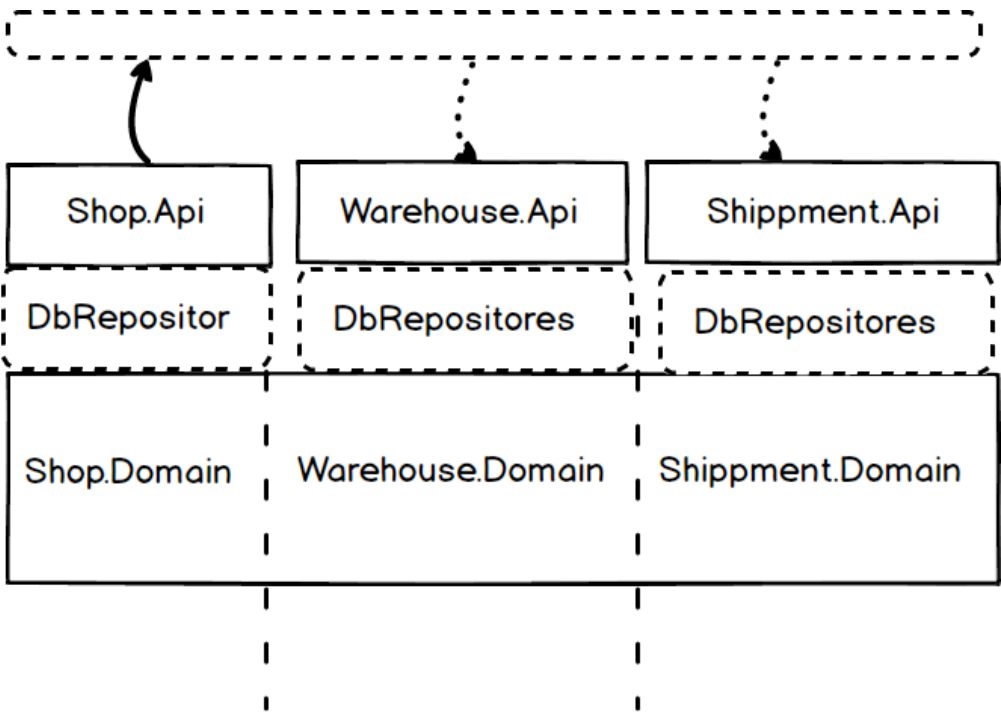 Shop.Api
Warehouse.Api
Shippment.Api
DbRepositor
DbRepositores
DbRepositores
Shop.Domain
Warehouse.Domain
Shippment.Domain